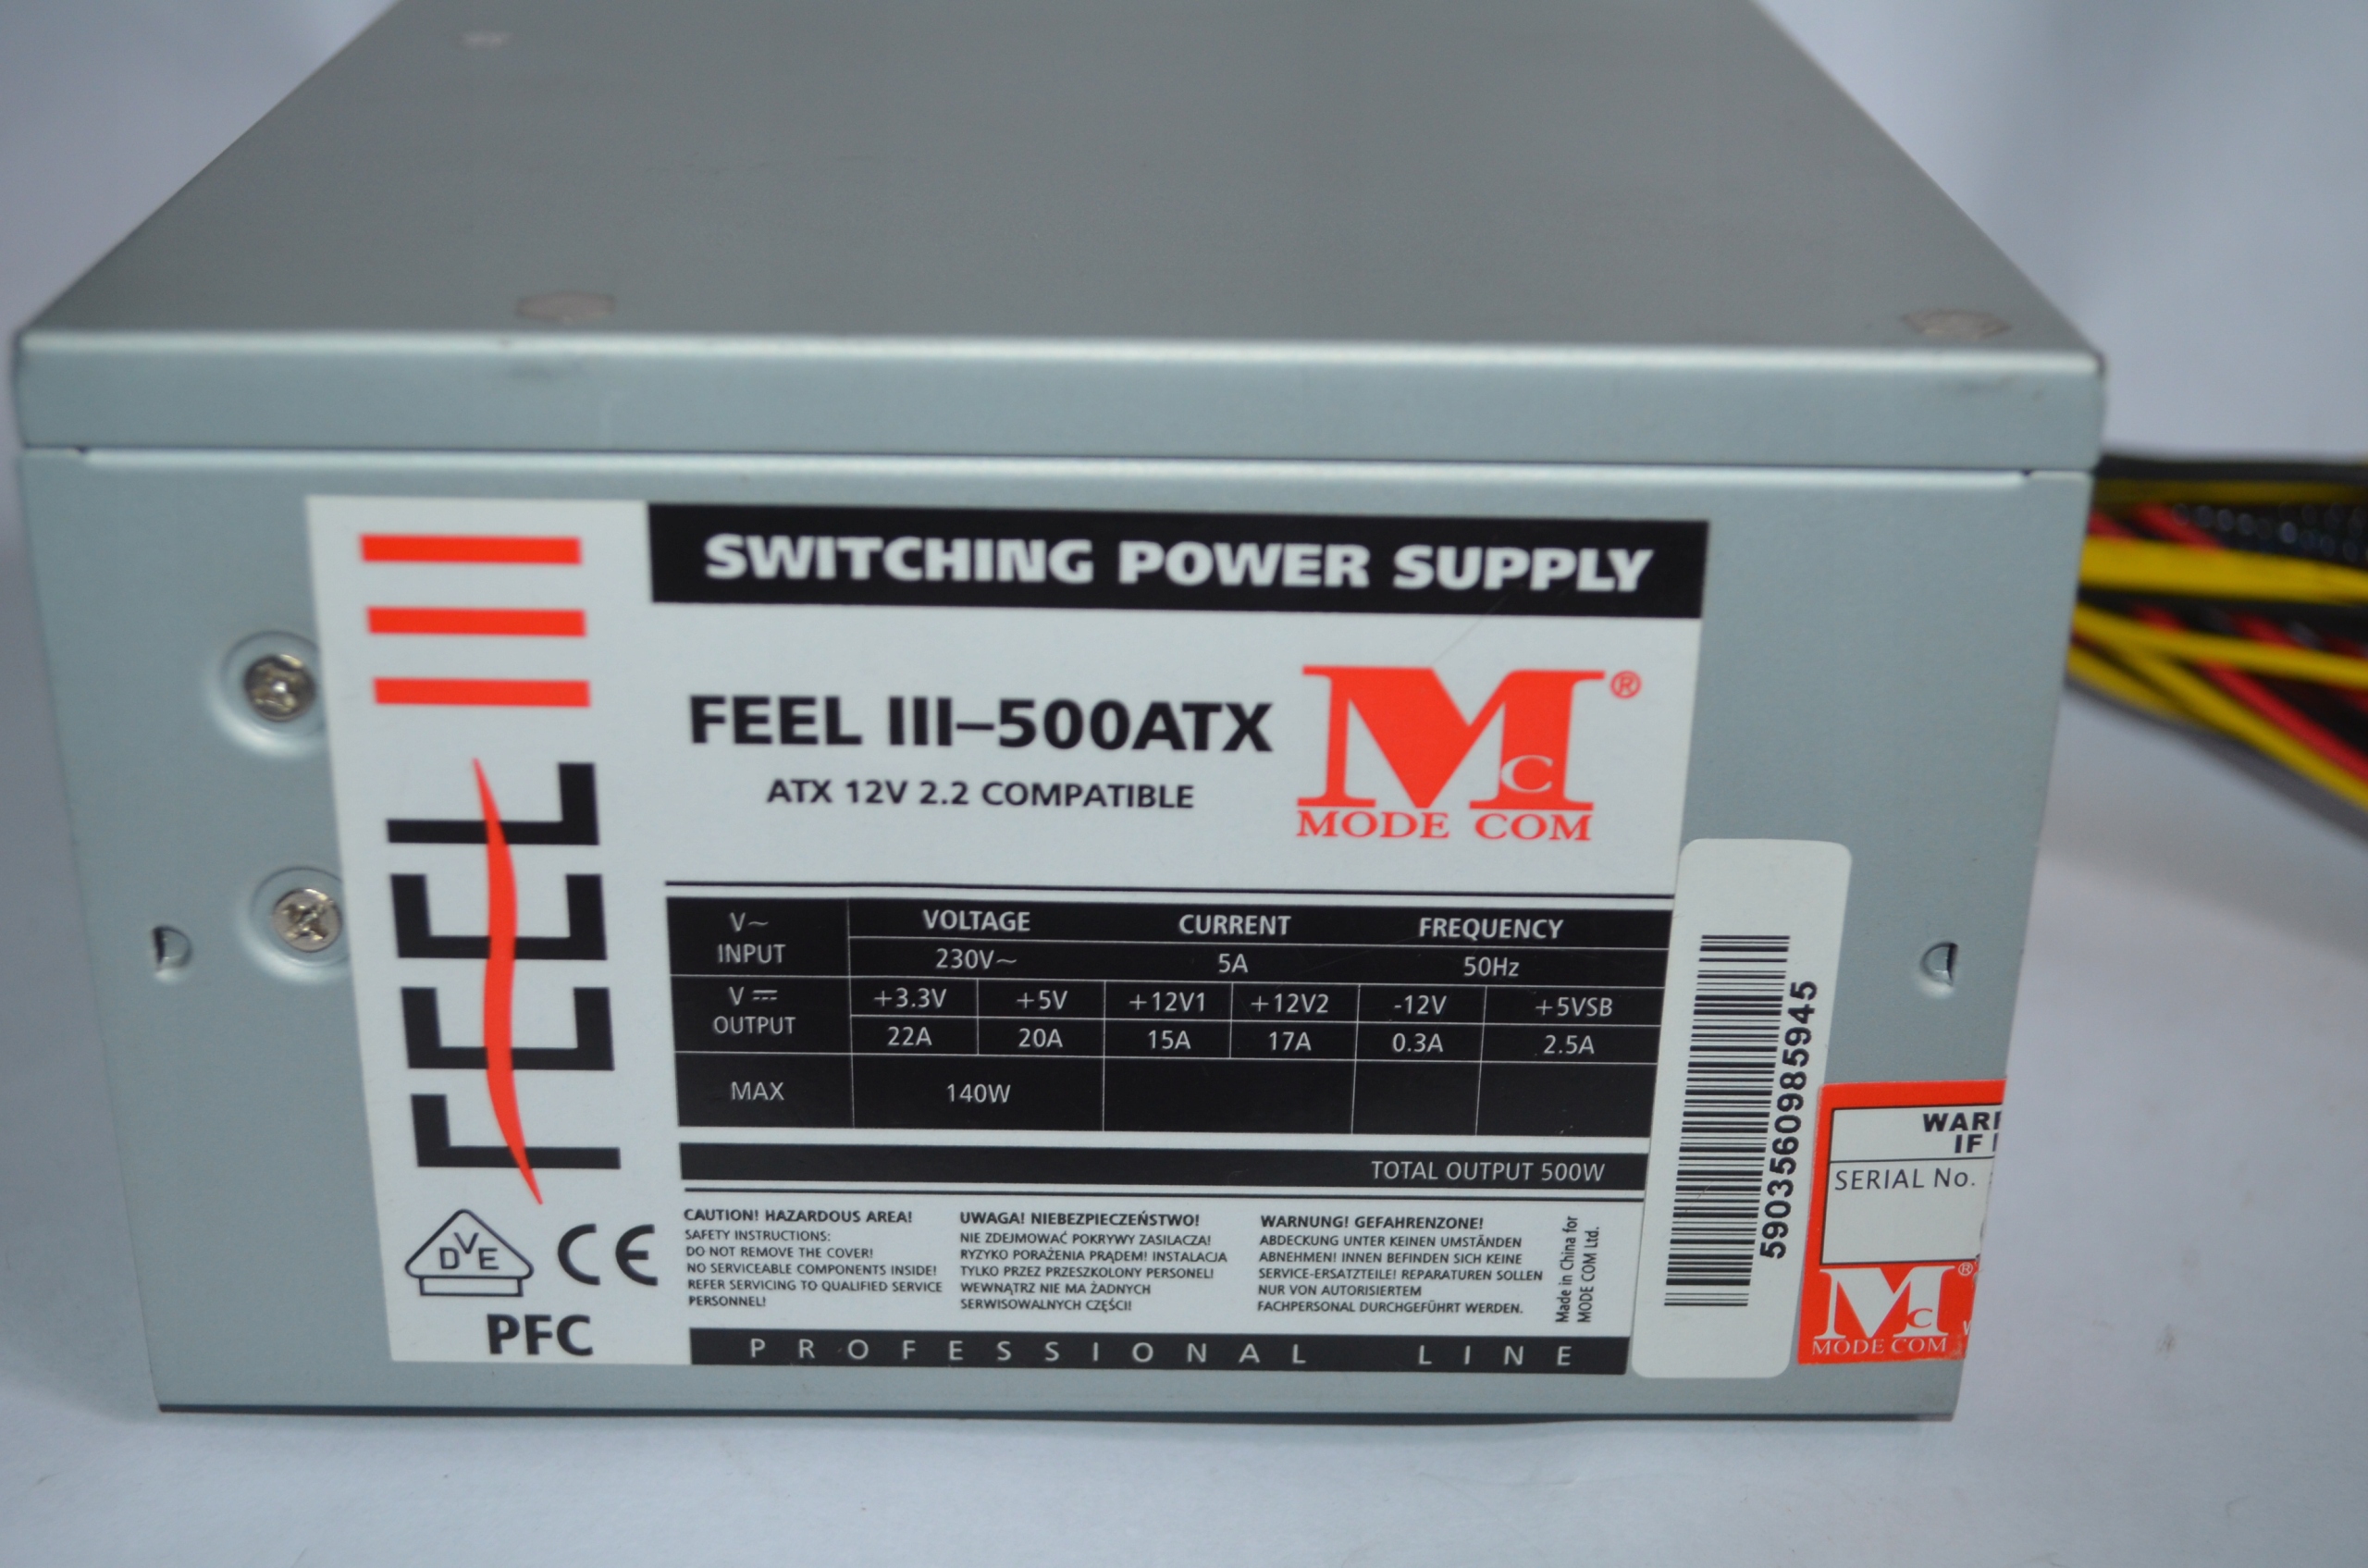 FEEL III
SWITCHING POWER SUPPLY
FEEL III–500ATX
ATX 12V 2.2 COMPATIBLE
Mc®
MODE COM
V~ INPUT VOLTAGE CURRENT FREQUENCY
230V~ 5A 50Hz
V⎓ OUTPUT +3.3V +5V +12V1 +12V2 -12V +5VSB
22A 20A 15A 17A 0.3A 2.5A
MAX 140W
TOTAL OUTPUT 500W
DVE
CE
PFC
CAUTION! HAZARDOUS AREA!
SAFETY INSTRUCTIONS:
DO NOT REMOVE THE COVER!
NO SERVICEABLE COMPONENTS INSIDE!
REFER SERVICING TO QUALIFIED SERVICE
PERSONNEL!
UWAGA! NIEBEZPIECZEŃSTWO!
NIE ZDEJMOWAĆ POKRYWY ZASILACZA!
RYZYKO PORAŻENIA PRĄDEM! INSTALACJA
TYLKO PRZEZ PRZESZKOLONY PERSONEL!
WEWNĄTRZ NIE MA ŻADNYCH
SERWISOWALNYCH CZĘŚCI!
WARNUNG! GEFAHRENZONE!
ABDECKUNG UNTER KEINEN UMSTÄNDEN
ABNEHMEN! INNEN BEFINDEN SICH KEINE
SERVICE-ERSATZTEILE! REPARATUREN SOLLEN
NUR VON AUTORISIERTEM
FACHPERSONAL DURCHGEFÜHRT WERDEN.
Made in China for
MODE COM Ltd.
PROFESSIONAL LINE
5903560985945
IF
SERIAL No.
Mc®
MODE COM